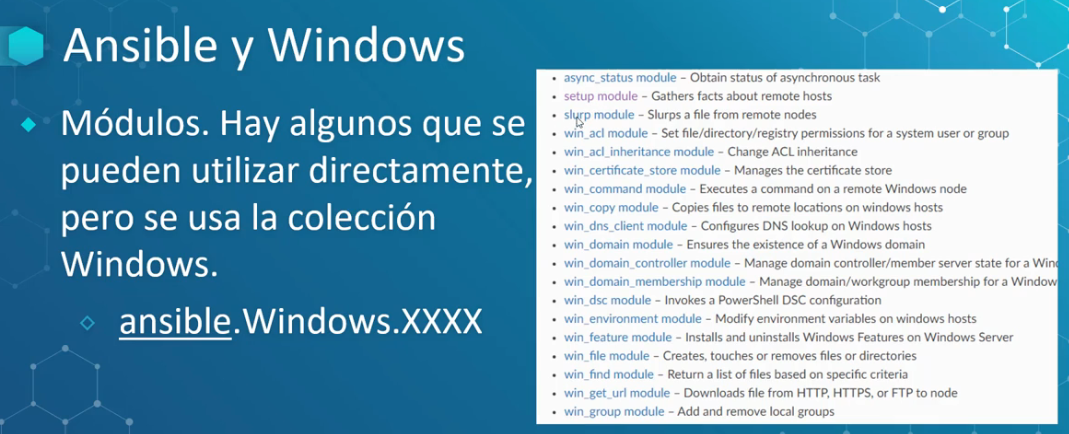 Ansible y Windows
Módulos. Hay algunos que se
pueden utilizar directamente,
pero se usa la colección
Windows.
ansible.Windows.XXXX
async_status module – Obtain status of asynchronous task
setup module – Gathers facts about remote hosts
slurp module – Slurps a file from remote nodes
win_acl module – Set file/directory/registry permissions for a system user or group
win_acl_inheritance module – Change ACL inheritance
win_certificate_store module – Manages the certificate store
win_command module – Executes a command on a remote Windows node
win_copy module – Copies files to remote locations on windows hosts
win_dns_client module – Configures DNS lookup on Windows hosts
win_domain module – Ensures the existence of a Windows domain
win_domain_controller module – Manage domain controller/member server state for a Wind
win_domain_membership module – Manage domain/workgroup membership for a Window
win_dsc module – Invokes a PowerShell DSC configuration
win_environment module – Modify environment variables on windows hosts
win_feature module – Installs and uninstalls Windows Features on Windows Server
win_file module – Creates, touches or removes files or directories
win_find module – Return a list of files based on specific criteria
win_get_url module – Downloads file from HTTP, HTTPS, or FTP to node
win_group module – Add and remove local groups